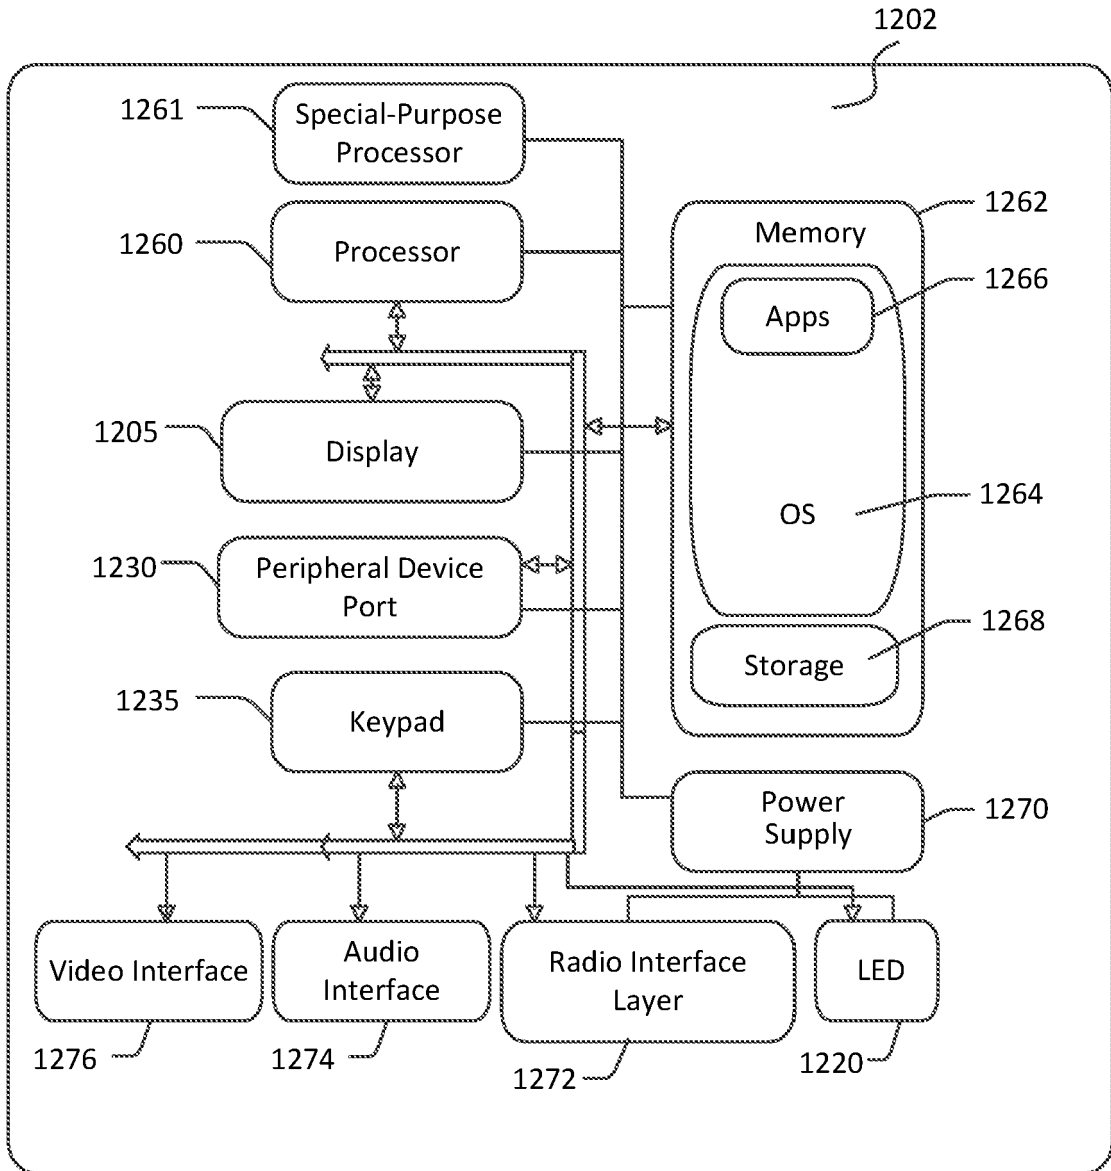 1202
1261
Special-Purpose
Processor
1262
Memory
1260
Processor
1266
Apps
1205
Display
1264
OS
1230
Peripheral Device
Port
1268
Storage
1235
Keypad
Power
Supply
1270
Video Interface
Audio
Interface
Radio Interface
Layer
LED
1276
1274
1272
1220